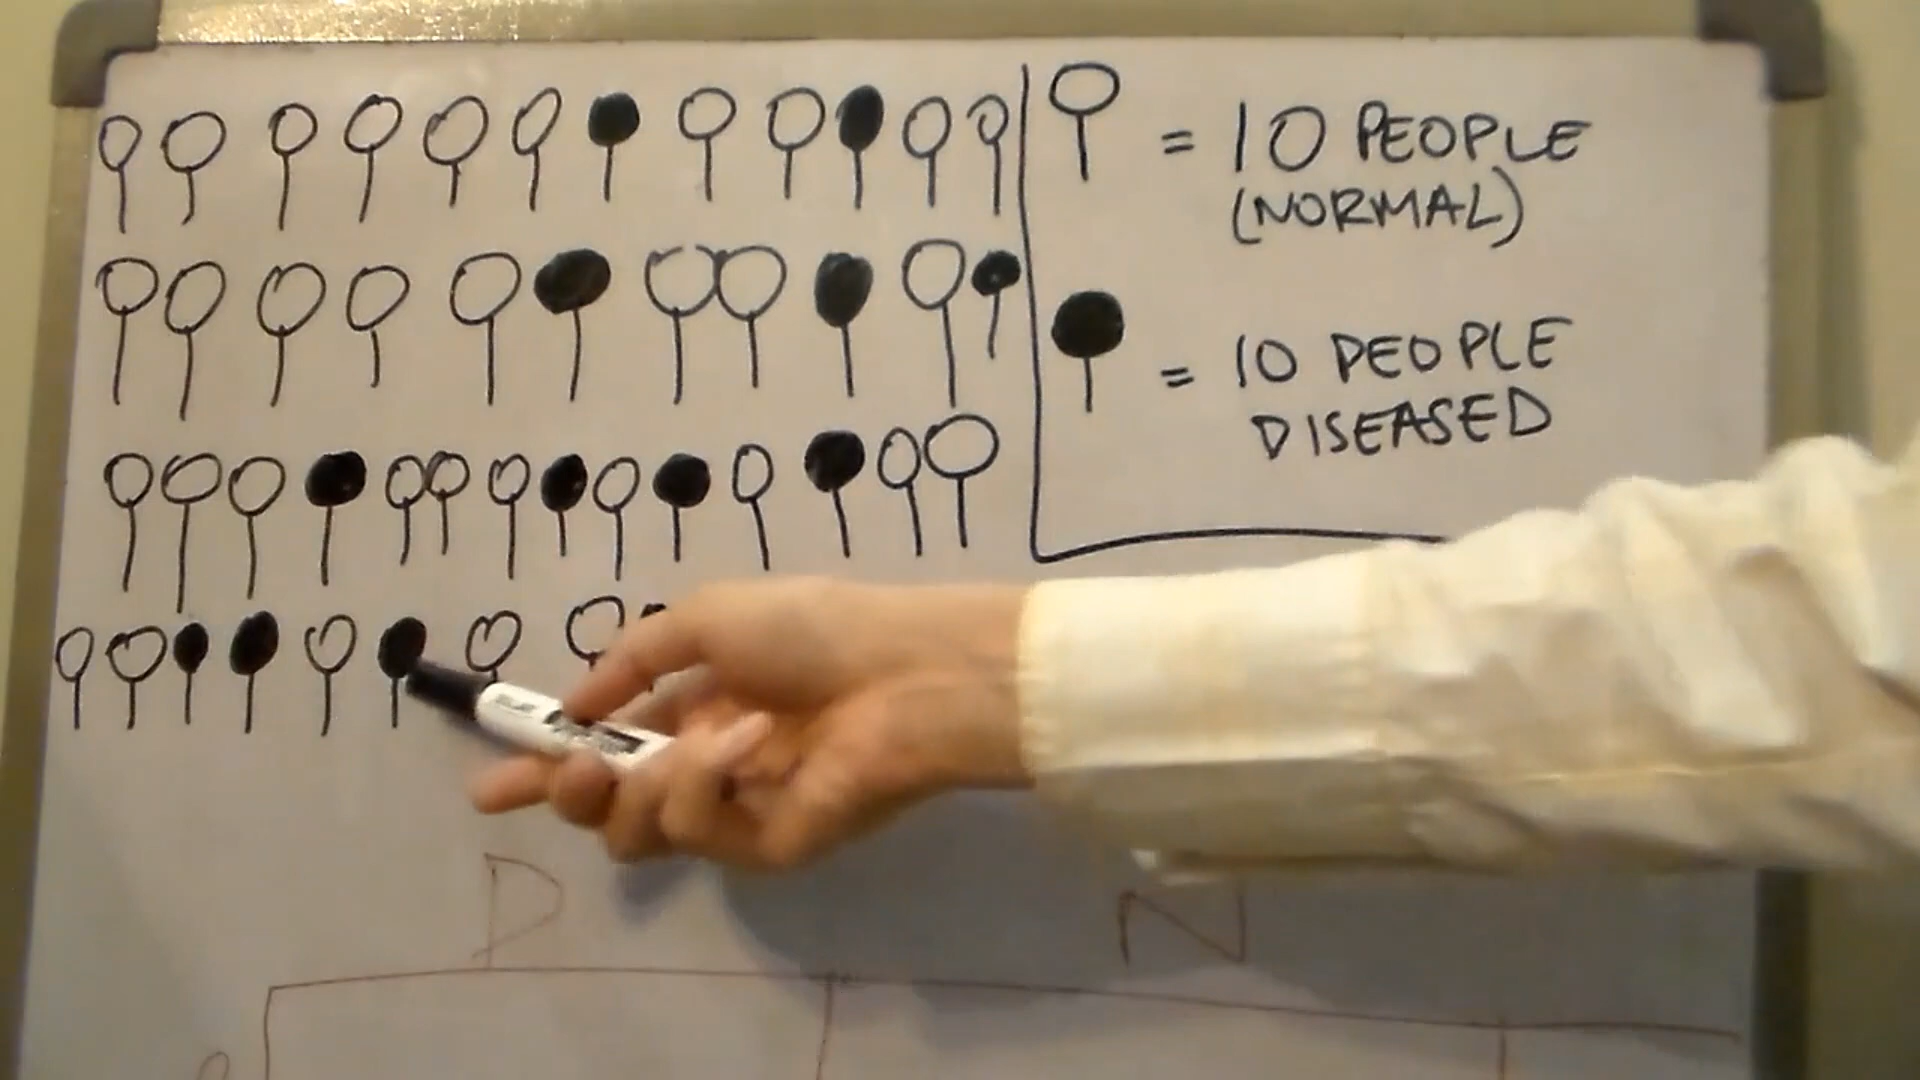 = 10 PEOPLE
(NORMAL)
= 10 PEOPLE
DISEASED
D N